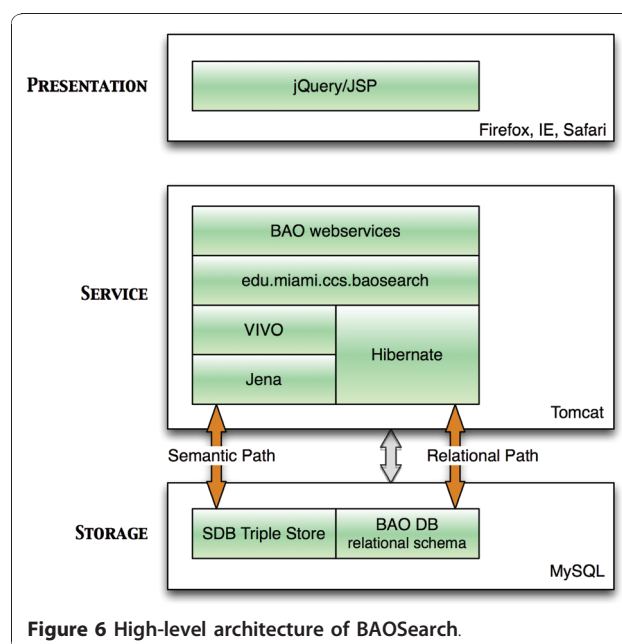 PRESENTATION
jQuery/JSP
Firefox, IE, Safari
SERVICE
BAO webservices
edu.miami.ccs.baosearch
VIVO
Hibernate
Jena
Tomcat
Semantic Path
Relational Path
STORAGE
SDB Triple Store
BAO DB
relational schema
MySQL
Figure 6 High-level architecture of BAOSearch.